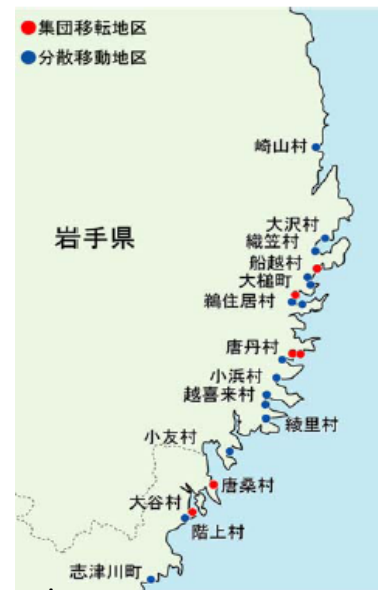 集団移転地区
分散移動地区
崎山村
岩手県
大沢村
織笠村
船越村
大槌町
鵜住居村
唐丹村
小浜村
越喜来村
綾里村
小友村
唐桑村
大谷村
階上村
志津川町